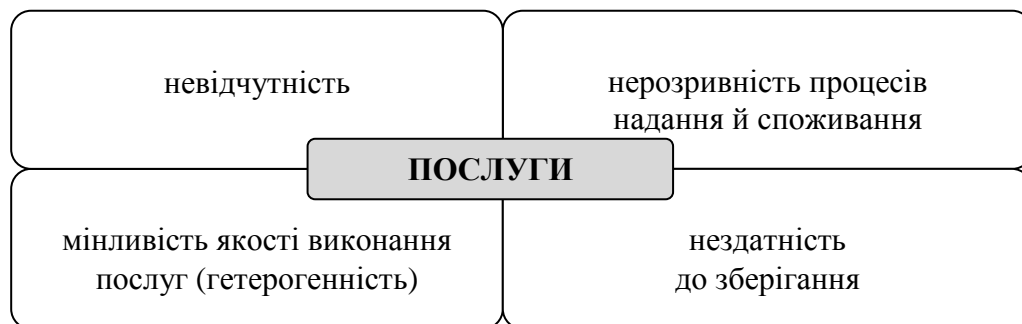 невідчутність
нерозривність процесів
надання й споживання
ПОСЛУГИ
мінливість якості виконання
послуг (гетерогенність)
нездатність
до зберігання